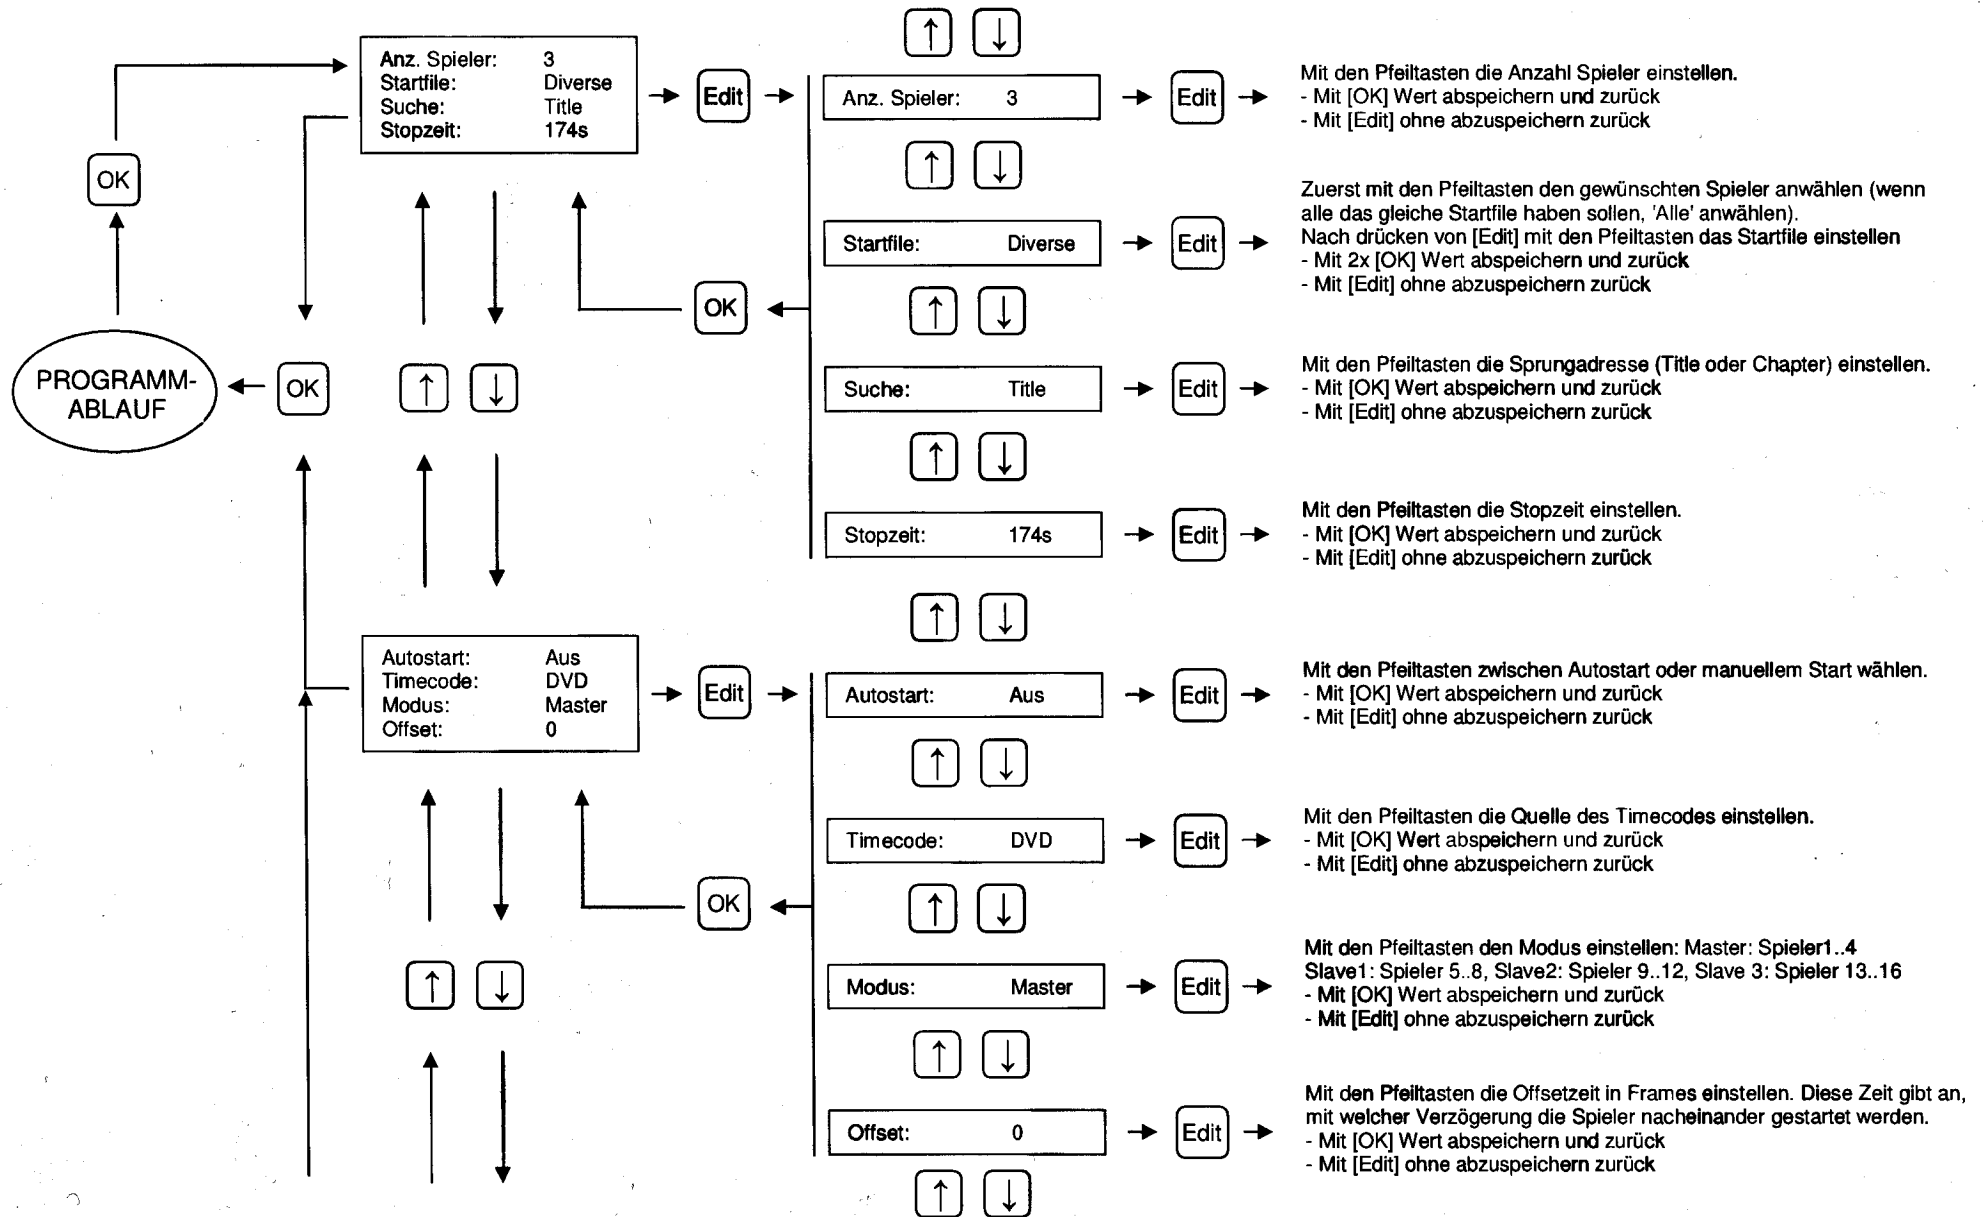 ↑ ↓
Anz. Spieler: 3
Startfile: Diverse
Suche: Title
Stopzeit: 174s
Edit
Anz. Spieler: 3
Edit
Mit den Pfeiltasten die Anzahl Spieler einstellen.
- Mit [OK] Wert abspeichern und zurück
- Mit [Edit] ohne abzuspeichern zurück
OK
↑ ↓
Startfile: Diverse
Edit
Zuerst mit den Pfeiltasten den gewünschten Spieler anwählen (wenn
alle das gleiche Startfile haben sollen, 'Alle' anwählen).
Nach drücken von [Edit] mit den Pfeiltasten das Startfile einstellen
- Mit 2x [OK] Wert abspeichern und zurück
- Mit [Edit] ohne abzuspeichern zurück
OK
↑ ↓
PROGRAMM-
ABLAUF
OK
↑ ↓
Suche: Title
Edit
Mit den Pfeiltasten die Sprungadresse (Title oder Chapter) einstellen.
- Mit [OK] Wert abspeichern und zurück
- Mit [Edit] ohne abzuspeichern zurück
↑ ↓
Stopzeit: 174s
Edit
Mit den Pfeiltasten die Stopzeit einstellen.
- Mit [OK] Wert abspeichern und zurück
- Mit [Edit] ohne abzuspeichern zurück
↑ ↓
Autostart: Aus
Timecode: DVD
Modus: Master
Offset: 0
Edit
Autostart: Aus
Edit
Mit den Pfeiltasten zwischen Autostart oder manuellem Start wählen.
- Mit [OK] Wert abspeichern und zurück
- Mit [Edit] ohne abzuspeichern zurück
↑ ↓
Timecode: DVD
Edit
Mit den Pfeiltasten die Quelle des Timecodes einstellen.
- Mit [OK] Wert abspeichern und zurück
- Mit [Edit] ohne abzuspeichern zurück
OK
↑ ↓
↑ ↓
Modus: Master
Edit
Mit den Pfeiltasten den Modus einstellen: Master: Spieler1..4
Slave1: Spieler 5..8, Slave2: Spieler 9..12, Slave 3: Spieler 13..16
- Mit [OK] Wert abspeichern und zurück
- Mit [Edit] ohne abzuspeichern zurück
↑ ↓
Offset: 0
Edit
Mit den Pfeiltasten die Offsetzeit in Frames einstellen. Diese Zeit gibt an,
mit welcher Verzögerung die Spieler nacheinander gestartet werden.
- Mit [OK] Wert abspeichern und zurück
- Mit [Edit] ohne abzuspeichern zurück
↑ ↓